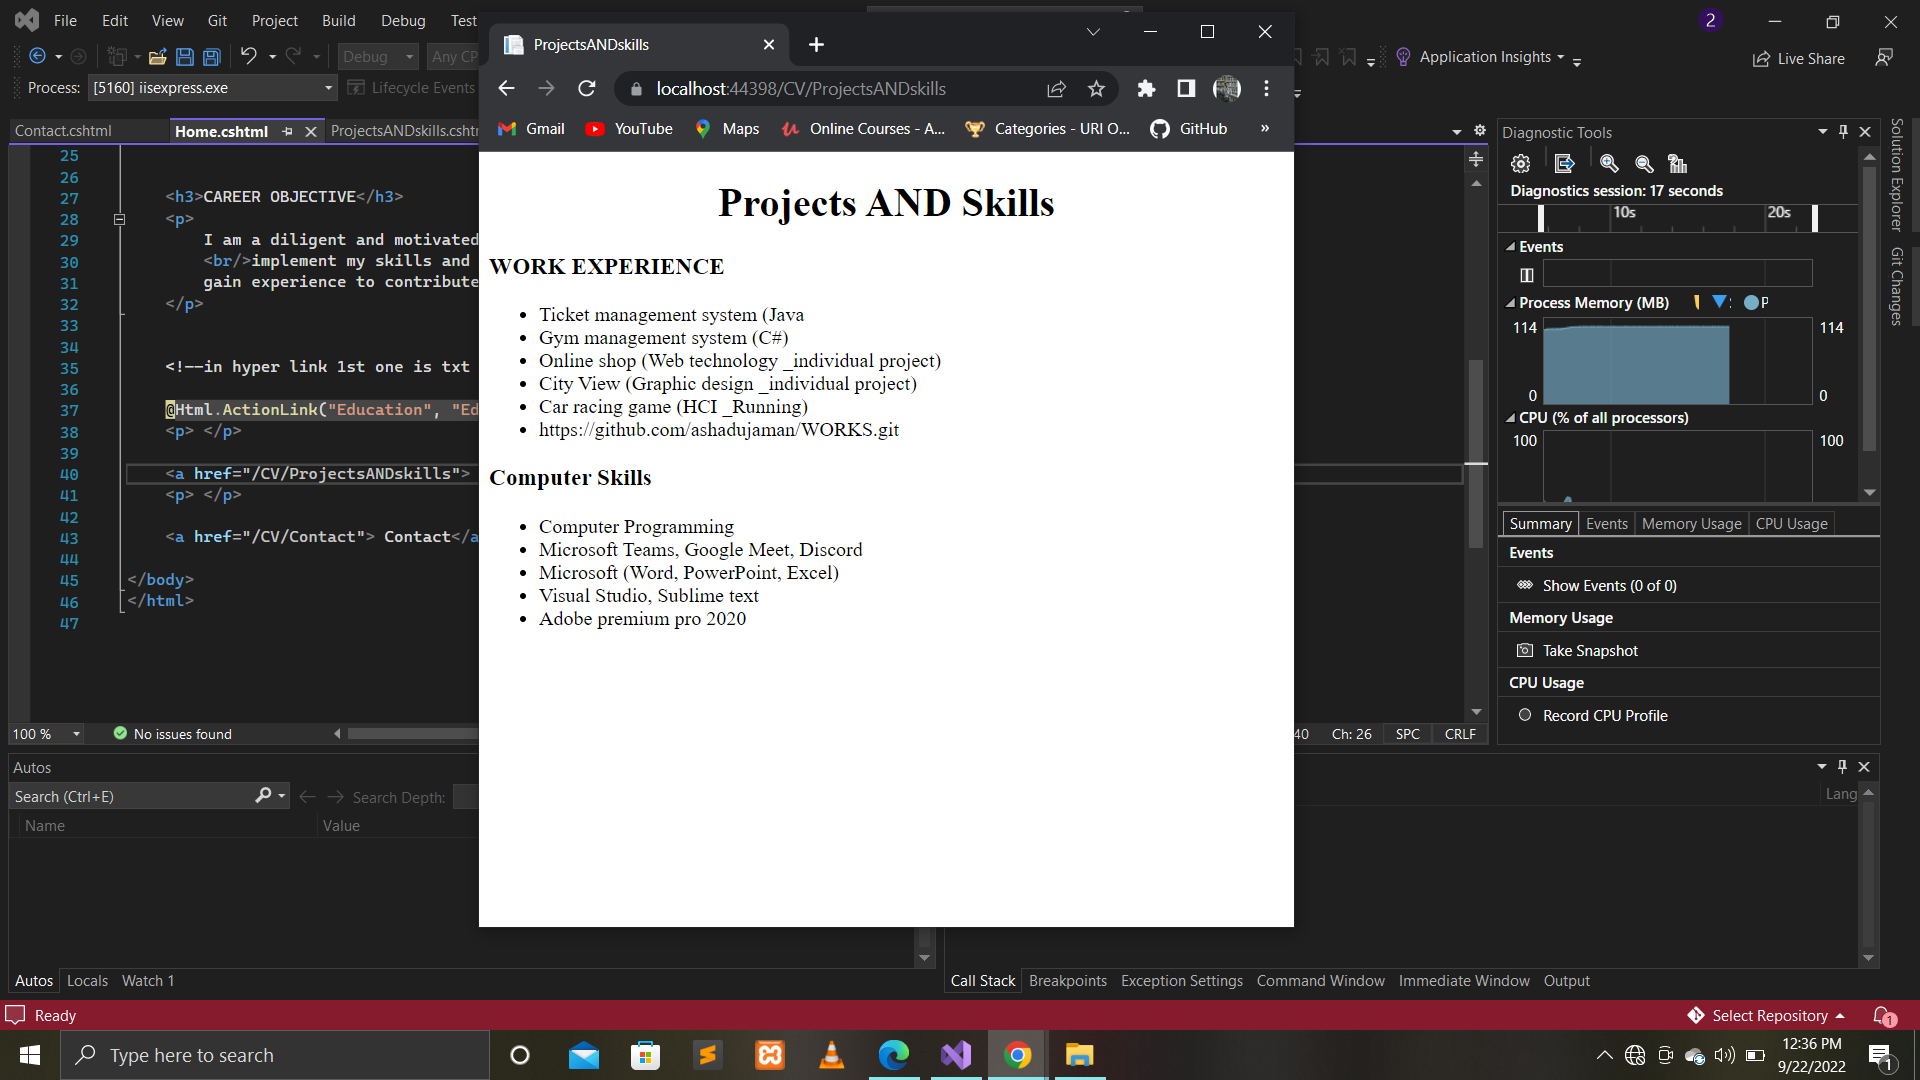 File Edit View Git Project Build Debug Test
2
Debug Any CP
Application Insights
Live Share
Process: [5160] iisexpress.exe
Lifecycle Events
Contact.cshtml Home.cshtml ProjectsANDskills.cshtm
25
26
27 <h3>CAREER OBJECTIVE</h3>
28 <p>
29 I am a diligent and motivated
30 <br/>implement my skills and
31 gain experience to contribute
32 </p>
33
34
35 <!--in hyper link 1st one is txt
36
37 @Html.ActionLink("Education", "Ed
38 <p> </p>
39
40 <a href="/CV/ProjectsANDskills">
41 <p> </p>
42
43 <a href="/CV/Contact"> Contact</a
44
45 </body>
46 </html>
47
100 % No issues found
40 Ch: 26 SPC CRLF
ProjectsANDskills
localhost:44398/CV/ProjectsANDskills
Gmail YouTube Maps Online Courses - A... Categories - URI O... GitHub »
Projects AND Skills
WORK EXPERIENCE
• Ticket management system (Java
• Gym management system (C#)
• Online shop (Web technology _individual project)
• City View (Graphic design _individual project)
• Car racing game (HCI _Running)
• https://github.com/ashadujaman/WORKS.git
Computer Skills
• Computer Programming
• Microsoft Teams, Google Meet, Discord
• Microsoft (Word, PowerPoint, Excel)
• Visual Studio, Sublime text
• Adobe premium pro 2020
Diagnostic Tools
Diagnostics session: 17 seconds
10s 20s
Events
Process Memory (MB) P
114 114
0 0
CPU (% of all processors)
100 100
Summary Events Memory Usage CPU Usage
Events
Show Events (0 of 0)
Memory Usage
Take Snapshot
CPU Usage
Record CPU Profile
Solution Explorer
Git Changes
Autos
Search (Ctrl+E) Search Depth:
Name Value
Lang
Autos Locals Watch 1
Call Stack Breakpoints Exception Settings Command Window Immediate Window Output
Ready
Select Repository
1
Type here to search
12:36 PM
9/22/2022
1